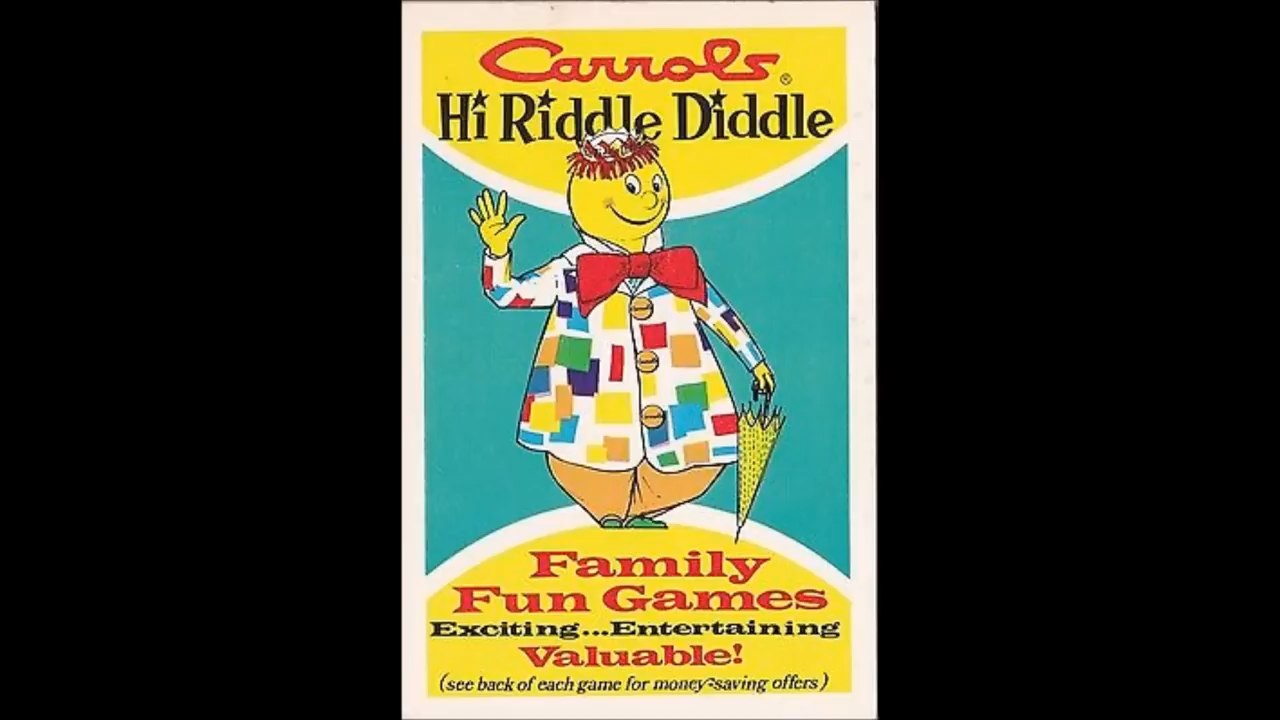 Carrols®
Hi Riddle Diddle
Family
Fun Games
Exciting...Entertaining
Valuable!
(see back of each game for money-saving offers)